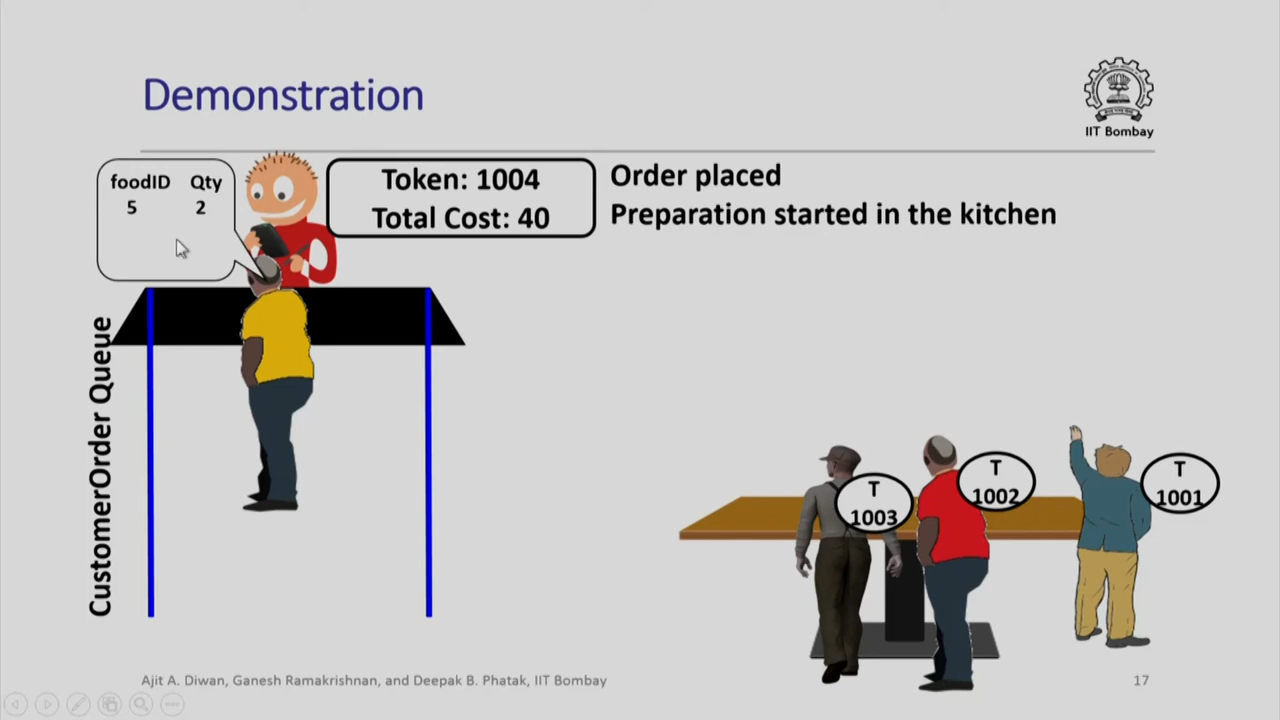 Demonstration
IIT Bombay
foodID Qty
5 2
Token: 1004
Total Cost: 40
Order placed
Preparation started in the kitchen
CustomerOrder Queue
T
1003
T
1002
T
1001
Ajit A. Diwan, Ganesh Ramakrishnan, and Deepak B. Phatak, IIT Bombay
17